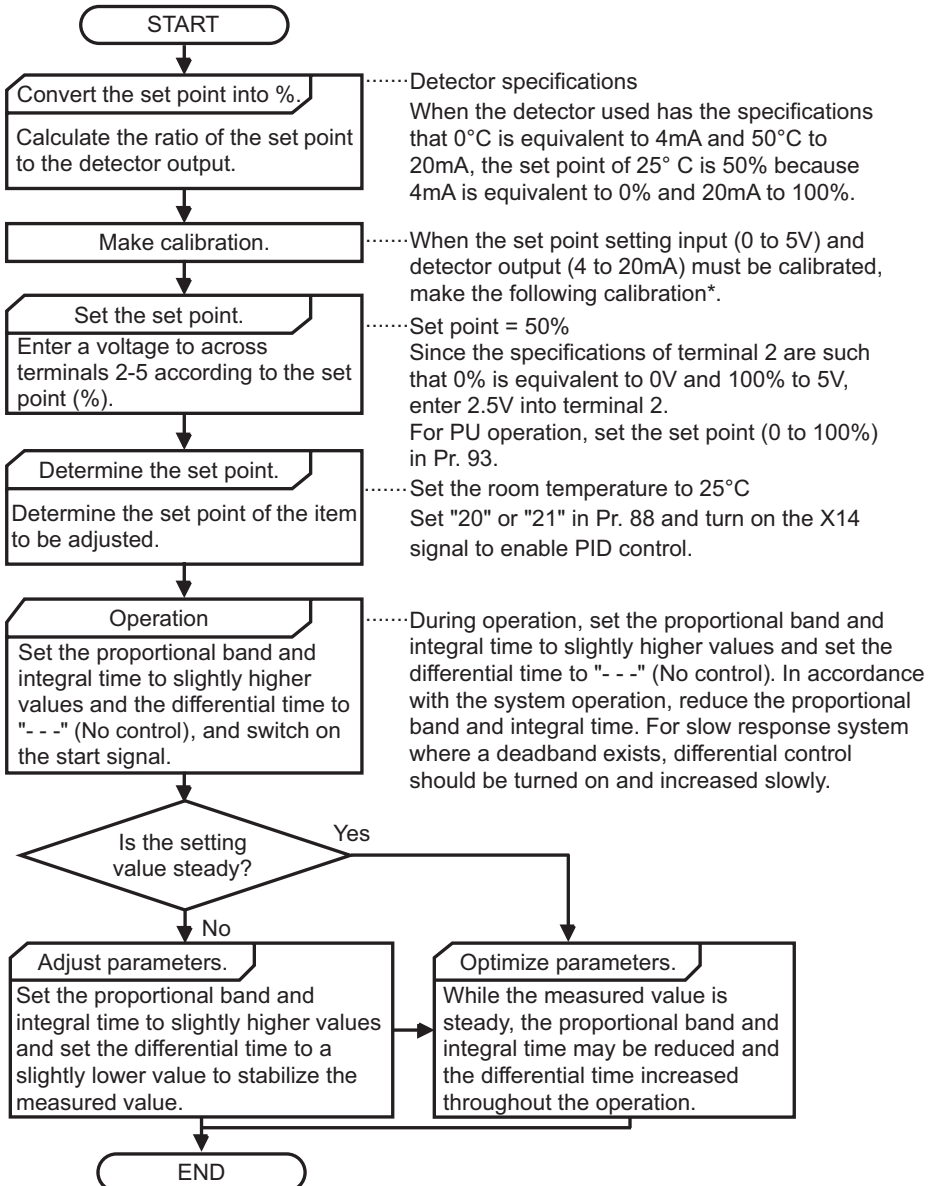 START
Convert the set point into %.
Calculate the ratio of the set point
to the detector output.
Detector specifications
When the detector used has the specifications
that 0°C is equivalent to 4mA and 50°C to
20mA, the set point of 25° C is 50% because
4mA is equivalent to 0% and 20mA to 100%.
Make calibration.
When the set point setting input (0 to 5V) and
detector output (4 to 20mA) must be calibrated,
make the following calibration*.
Set the set point.
Enter a voltage to across
terminals 2-5 according to the set
point (%).
Set point = 50%
Since the specifications of terminal 2 are such
that 0% is equivalent to 0V and 100% to 5V,
enter 2.5V into terminal 2.
For PU operation, set the set point (0 to 100%)
in Pr. 93.
Determine the set point.
Determine the set point of the item
to be adjusted.
Set the room temperature to 25°C
Set "20" or "21" in Pr. 88 and turn on the X14
signal to enable PID control.
Operation
Set the proportional band and
integral time to slightly higher
values and the differential time to
"- - -" (No control), and switch on
the start signal.
During operation, set the proportional band and
integral time to slightly higher values and set the
differential time to "- - -" (No control). In accordance
with the system operation, reduce the proportional
band and integral time. For slow response system
where a deadband exists, differential control
should be turned on and increased slowly.
Is the setting
value steady?
Yes
No
Adjust parameters.
Set the proportional band and
integral time to slightly higher values
and set the differential time to a
slightly lower value to stabilize the
measured value.
Optimize parameters.
While the measured value is
steady, the proportional band and
integral time may be reduced and
the differential time increased
throughout the operation.
END